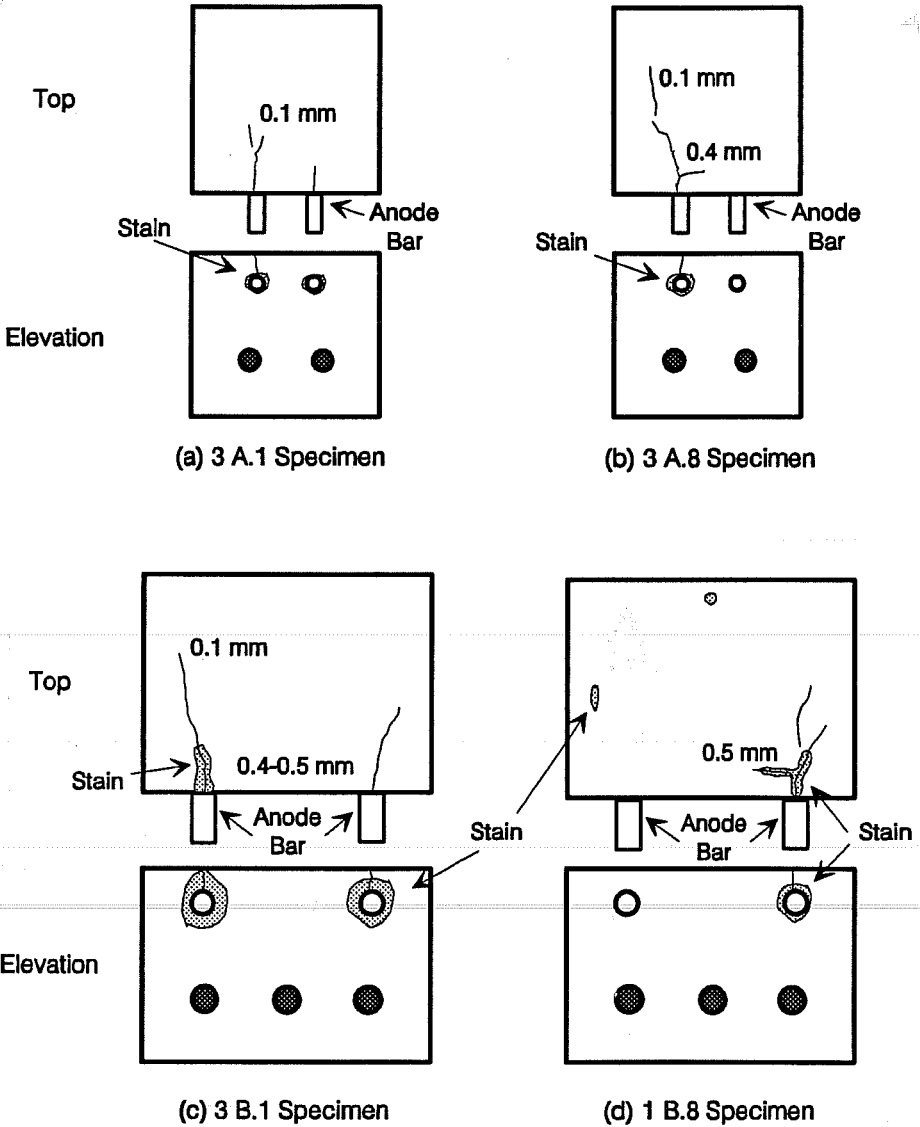 Top
0.1 mm
0.1 mm
0.4 mm
Anode
Bar
Anode
Bar
Stain
Stain
Elevation
(a) 3 A.1 Specimen
(b) 3 A.8 Specimen
Top
0.1 mm
0.4-0.5 mm
0.5 mm
Stain
Anode
Bar
Stain
Anode
Bar
Stain
Elevation
(c) 3 B.1 Specimen
(d) 1 B.8 Specimen